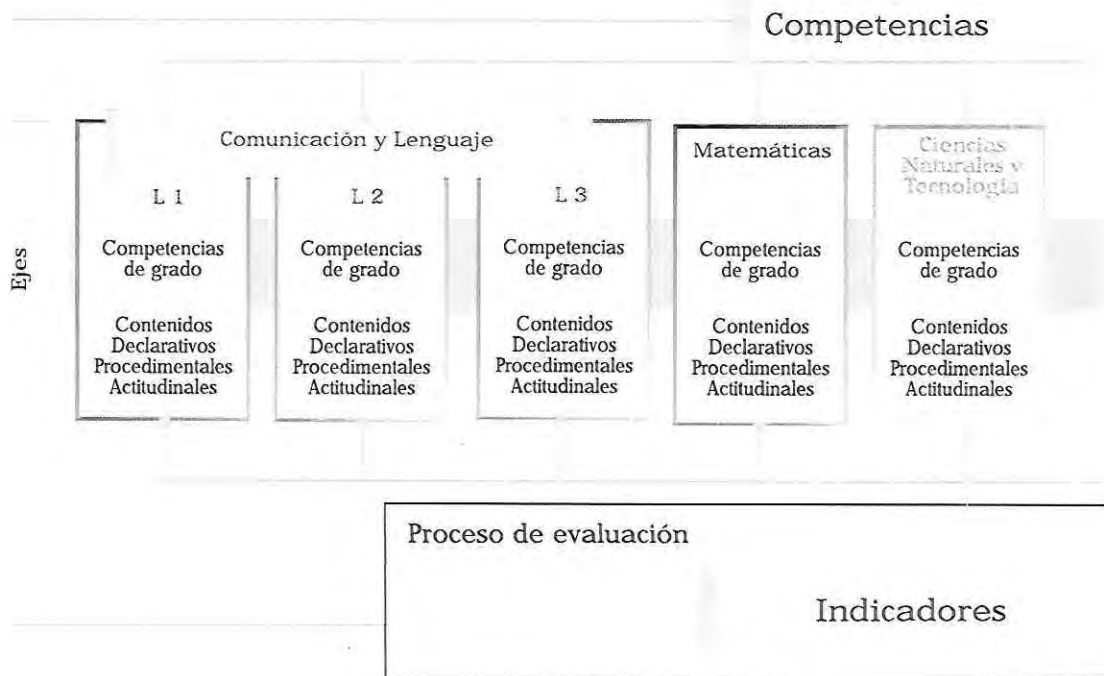 Competencias
Comunicación y Lenguaje
L 1
L 2
L 3
Matemáticas
Ciencias
Naturales y
Tecnología
Ejes
Competencias
de grado
Contenidos
Declarativos
Procedimentales
Actitudinales
Competencias
de grado
Contenidos
Declarativos
Procedimentales
Actitudinales
Competencias
de grado
Contenidos
Declarativos
Procedimentales
Actitudinales
Competencias
de grado
Contenidos
Declarativos
Procedimentales
Actitudinales
Competencias
de grado
Contenidos
Declarativos
Procedimentales
Actitudinales
Proceso de evaluación
Indicadores